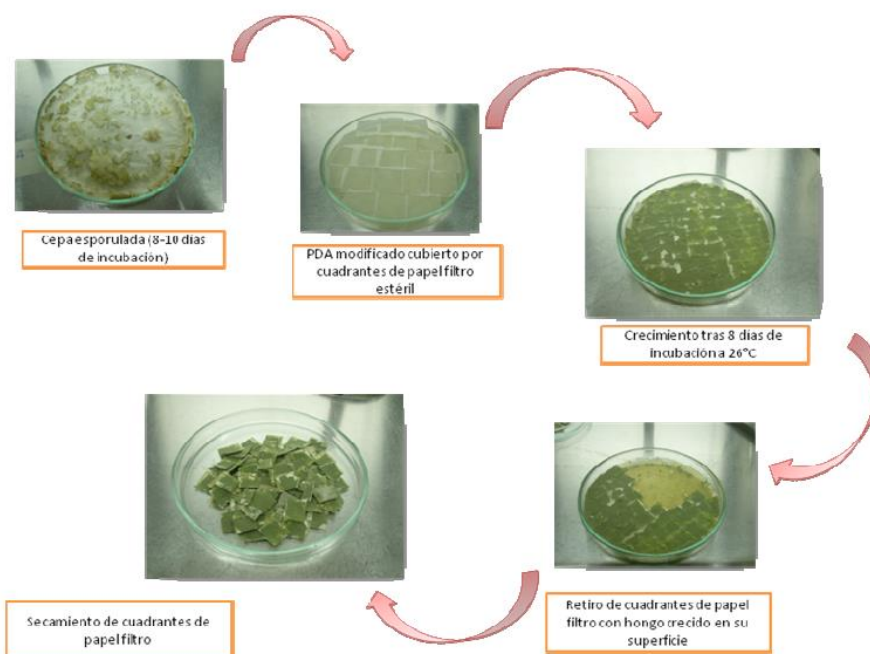 Cepa esporulada (8-10 días
de incubación)
PDA modificado cubierto por
cuadrantes de papel filtro
estéril
Crecimiento tras 8 días de
incubación a 26°C
Retiro de cuadrantes de papel
filtro con hongo crecido en su
superficie
Secamiento de cuadrantes de
papel filtro